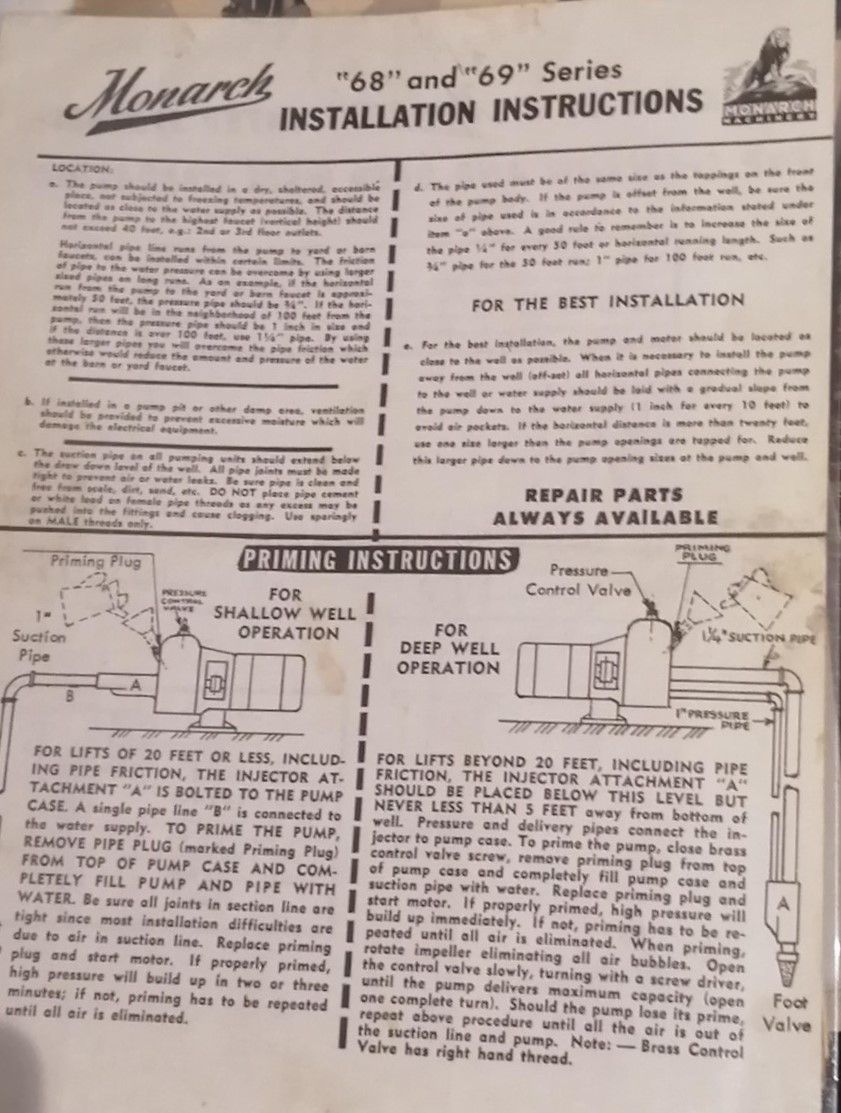 Monarch
"68" and "69" Series
INSTALLATION INSTRUCTIONS
MONARCH
MACHINERY
LOCATION:
a. The pump should be installed in a dry, sheltered, accessible
place, not subjected to freezing temperatures, and should be
located as close to the water supply as possible. The distance
from the pump to the highest faucet (vertical height) should
not exceed 40 feet, e.g.: 2nd or 3rd floor outlets.
Horizontal pipe line runs from the pump to yard or barn
faucets, can be installed within certain limits. The friction
of pipe to the water pressure can be overcome by using larger
sized pipes on long runs. As an example, if the horizontal
run from the pump to the yard or barn faucet is approxi-
mately 50 feet, the pressure pipe should be ¾". If the hori-
zontal run will be in the neighborhood of 100 feet from the
pump, then the pressure pipe should be 1 inch in size and
if the distance is over 100 feet, use 1¼" pipe. By using
these larger pipes you will overcome the pipe friction which
otherwise would reduce the amount and pressure of the water
at the barn or yard faucet.
b. If installed in a pump pit or other damp area, ventilation
should be provided to prevent excessive moisture which will
damage the electrical equipment.
c. The suction pipe on all pumping units should extend below
the draw down level of the well. All pipe joints must be made
tight to prevent air or water leaks. Be sure pipe is clean and
free from scale, dirt, sand, etc. DO NOT place pipe cement
or white lead on female pipe threads as any excess may be
pushed into the fittings and cause clogging. Use sparingly
on MALE threads only.
d. The pipe used must be of the same size as the tappings on the front
of the pump body. If the pump is offset from the well, be sure the
size of pipe used is in accordance to the information stated under
item "a" above. A good rule to remember is to increase the size of
the pipe ¼" for every 50 foot or horizontal running length. Such as
¾" pipe for the 50 foot run; 1" pipe for 100 foot run, etc.
FOR THE BEST INSTALLATION
e. For the best installation, the pump and motor should be located as
close to the well as possible. When it is necessary to install the pump
away from the well (off-set) all horizontal pipes connecting the pump
to the well or water supply should be laid with a gradual slope from
the pump down to the water supply (1 inch for every 10 feet) to
avoid air pockets. If the horizontal distance is more than twenty feet,
use one size larger than the pump openings are tapped for. Reduce
this larger pipe down to the pump opening sizes at the pump and well.
REPAIR PARTS
ALWAYS AVAILABLE
PRIMING INSTRUCTIONS
Priming Plug
PRESSURE
CONTROL
VALVE
1"
Suction
Pipe
B
A
FOR
SHALLOW WELL
OPERATION
FOR LIFTS OF 20 FEET OR LESS, INCLUD-
ING PIPE FRICTION, THE INJECTOR AT-
TACHMENT "A" IS BOLTED TO THE PUMP
CASE. A single pipe line "B" is connected to
the water supply. TO PRIME THE PUMP,
REMOVE PIPE PLUG (marked Priming Plug)
FROM TOP OF PUMP CASE AND COM-
PLETELY FILL PUMP AND PIPE WITH
WATER. Be sure all joints in section line are
tight since most installation difficulties are
due to air in suction line. Replace priming
plug and start motor. If properly primed,
high pressure will build up in two or three
minutes; if not, priming has to be repeated
until all air is eliminated.
Pressure
Control Valve
PRIMING
PLUG
FOR
DEEP WELL
OPERATION
1¼" SUCTION PIPE
1" PRESSURE
PIPE
A
Foot
Valve
FOR LIFTS BEYOND 20 FEET, INCLUDING PIPE
FRICTION, THE INJECTOR ATTACHMENT "A"
SHOULD BE PLACED BELOW THIS LEVEL BUT
NEVER LESS THAN 5 FEET away from bottom of
well. Pressure and delivery pipes connect the in-
jector to pump case. To prime the pump, close brass
control valve screw, remove priming plug from top
of pump case and completely fill pump case and
suction pipe with water. Replace priming plug and
start motor. If properly primed, high pressure will
build up immediately. If not, priming has to be re-
peated until all air is eliminated. When priming,
rotate impeller eliminating all air bubbles. Open
the control valve slowly, turning with a screw driver,
until the pump delivers maximum capacity (open
one complete turn). Should the pump lose its prime,
repeat above procedure until all the air is out of
the suction line and pump. Note: — Brass Control
Valve has right hand thread.